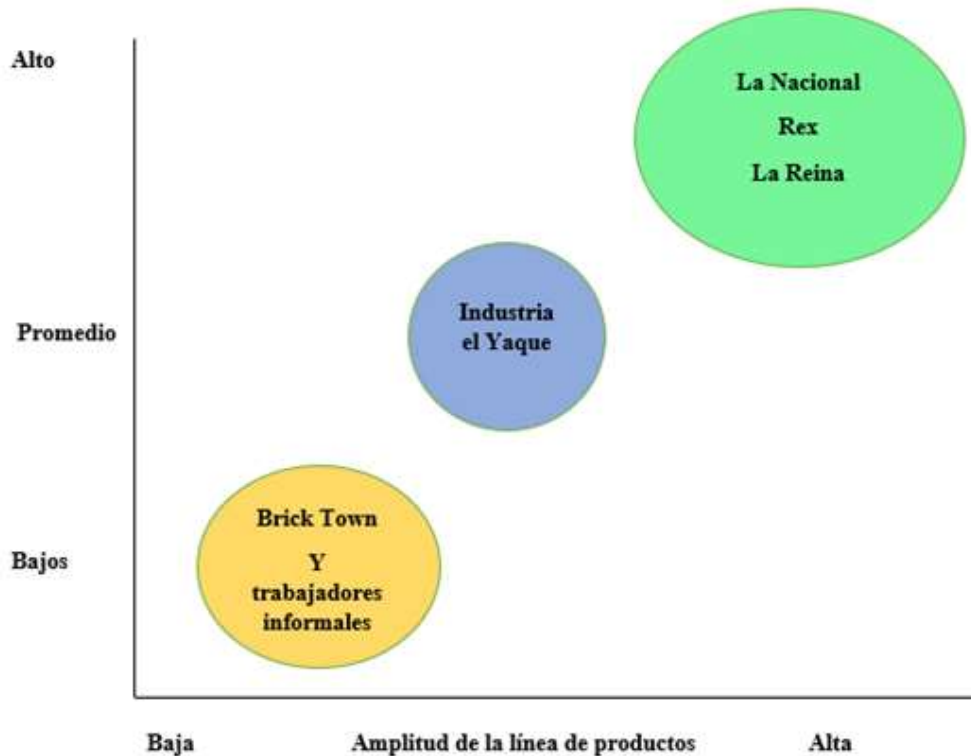 Alto
La Nacional
Rex
La Reina
Promedio
Industria
el Yaque
Bajos
Brick Town
Y
trabajadores
informales
Baja
Amplitud de la línea de productos
Alta